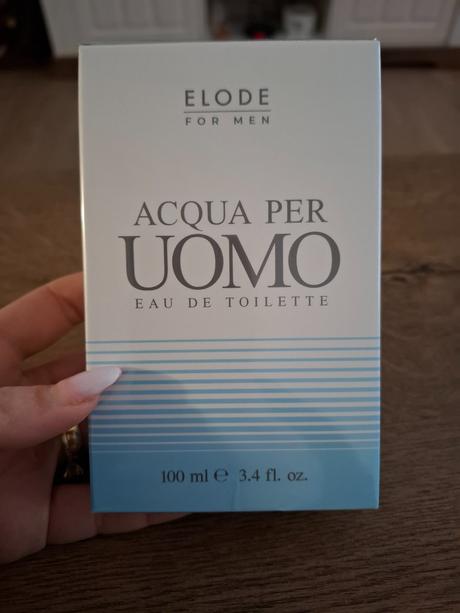 ELODE
FOR MEN
ACQUA PER
UOMO
EAU DE TOILETTE
100 ml ℮ 3.4 fl. oz.